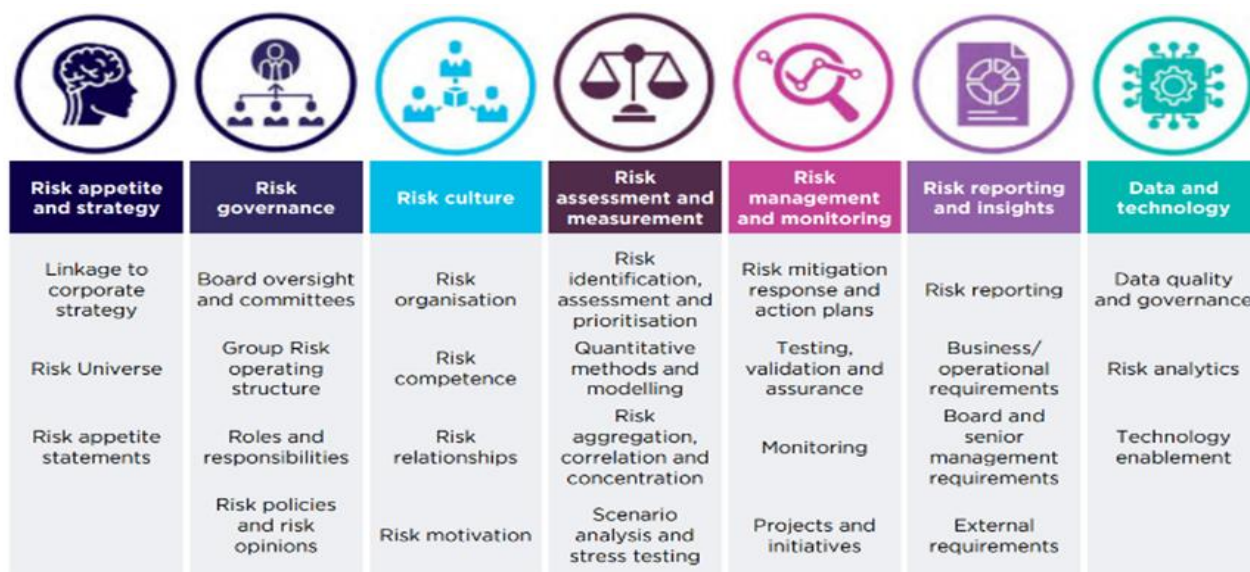 Risk appetite
and strategy
Risk
governance
Risk culture
Risk
assessment and
measurement
Risk
management
and monitoring
Risk reporting
and insights
Data and
technology
Linkage to
corporate
strategy
Board oversight
and committees
Risk
organisation
Risk
identification,
assessment and
prioritisation
Risk mitigation
response and
action plans
Risk reporting
Data quality
and governance
Risk Universe
Group Risk
operating
structure
Risk
competence
Quantitative
methods and
modelling
Testing,
validation and
assurance
Business/
operational
requirements
Risk analytics
Risk appetite
statements
Roles and
responsibilities
Risk
relationships
Risk
aggregation,
correlation and
concentration
Monitoring
Board and
senior
management
requirements
Technology
enablement
Risk policies
and risk
opinions
Risk motivation
Scenario
analysis and
stress testing
Projects and
initiatives
External
requirements